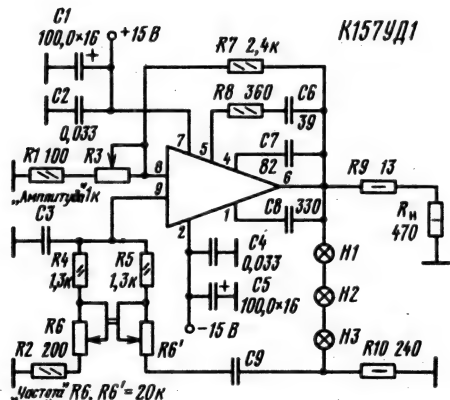 C1
100,0×16
+
+15 В
К157УД1
C2
0,033
R7 2,4к
R8 360
C6
39
7
5
4
C7
82
R1 100
R3
8
6
R9 13
„Амплитуда" 1к
9
C3
2
1
C8 330
Rн
470
R4
1,3к
R5
1,3к
C4
0,033
H1
+
C5
100,0×16
H2
R6
-15 В
R6'
H3
R2 200
C9
R10 240
„Частота" R6, R6' = 20к